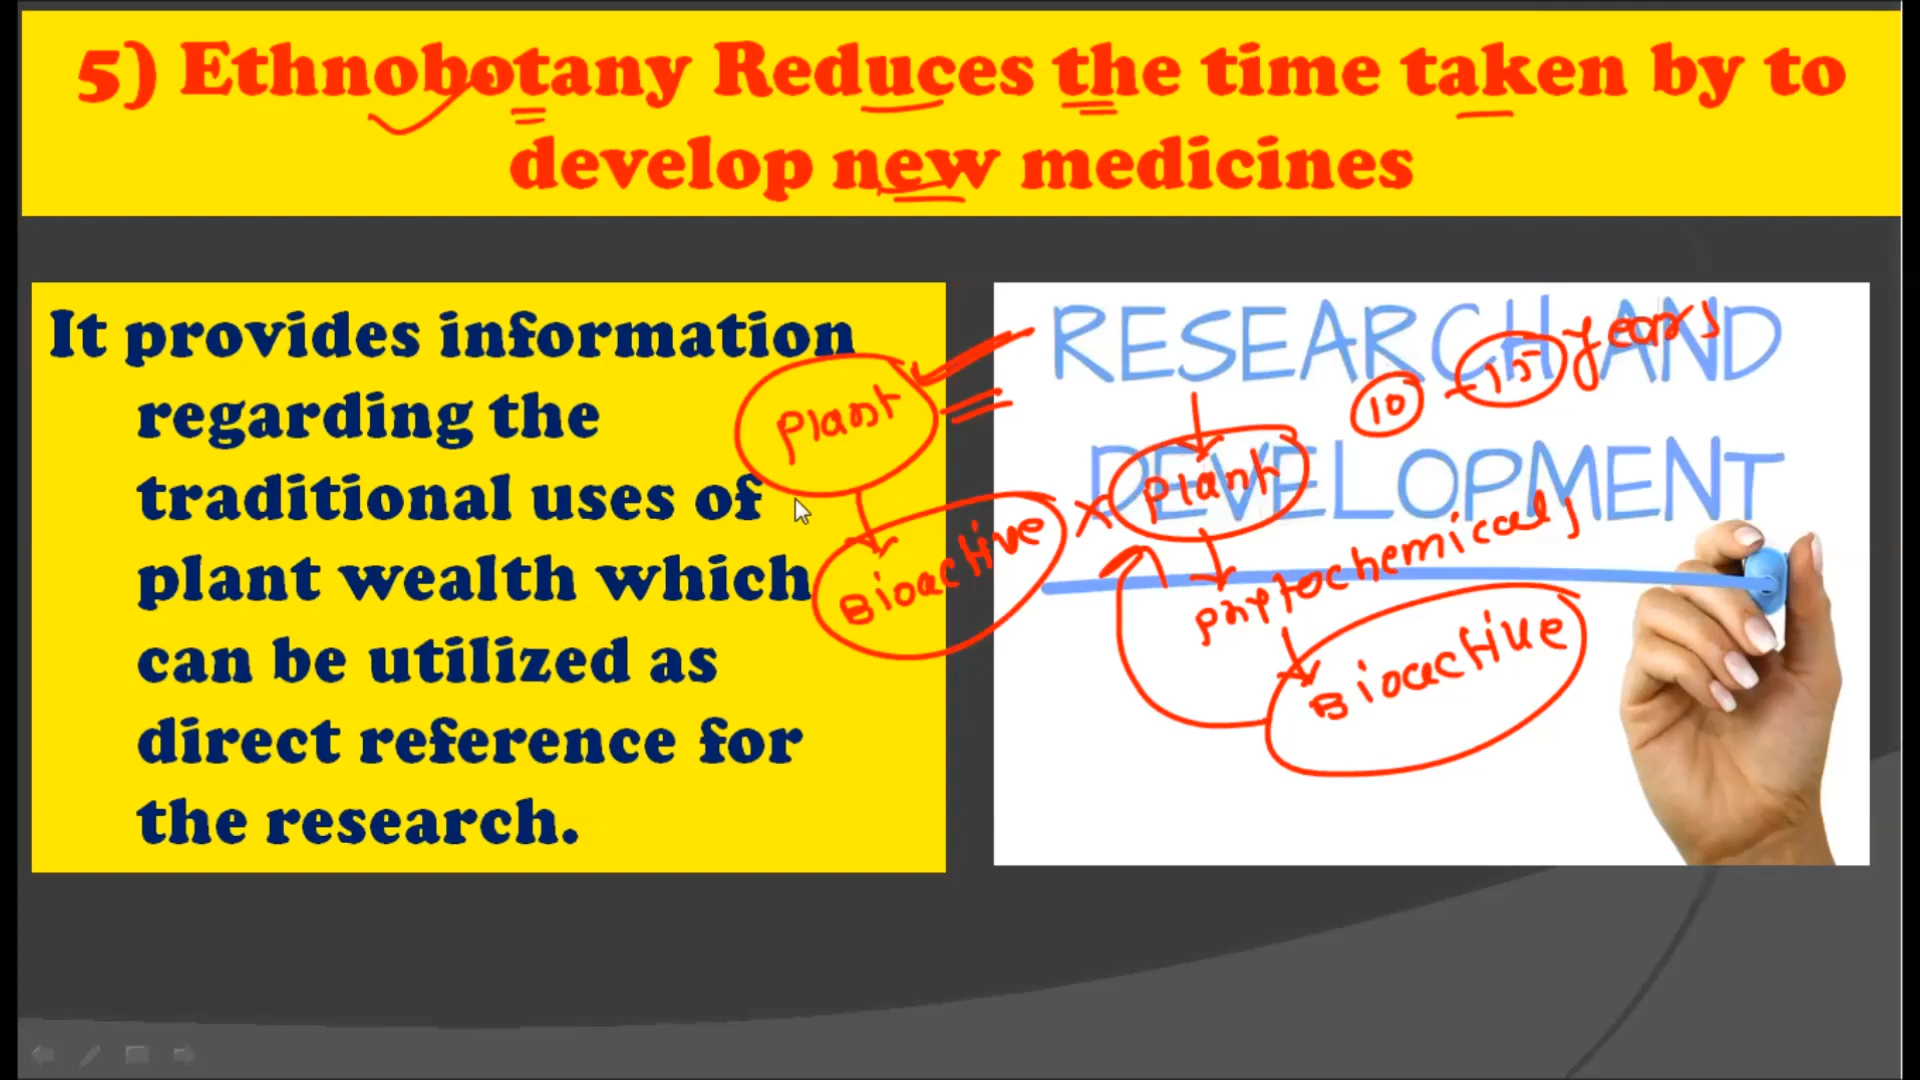 5) Ethnobotany Reduces the time taken by to
develop new medicines
It provides information
regarding the
traditional uses of
plant wealth which
can be utilized as
direct reference for
the research.
RESEARCH AND
DEVELOPMENT
10 - 15 years
Plant
Bioactive
x
Plant
phytochemicals
Bioactive